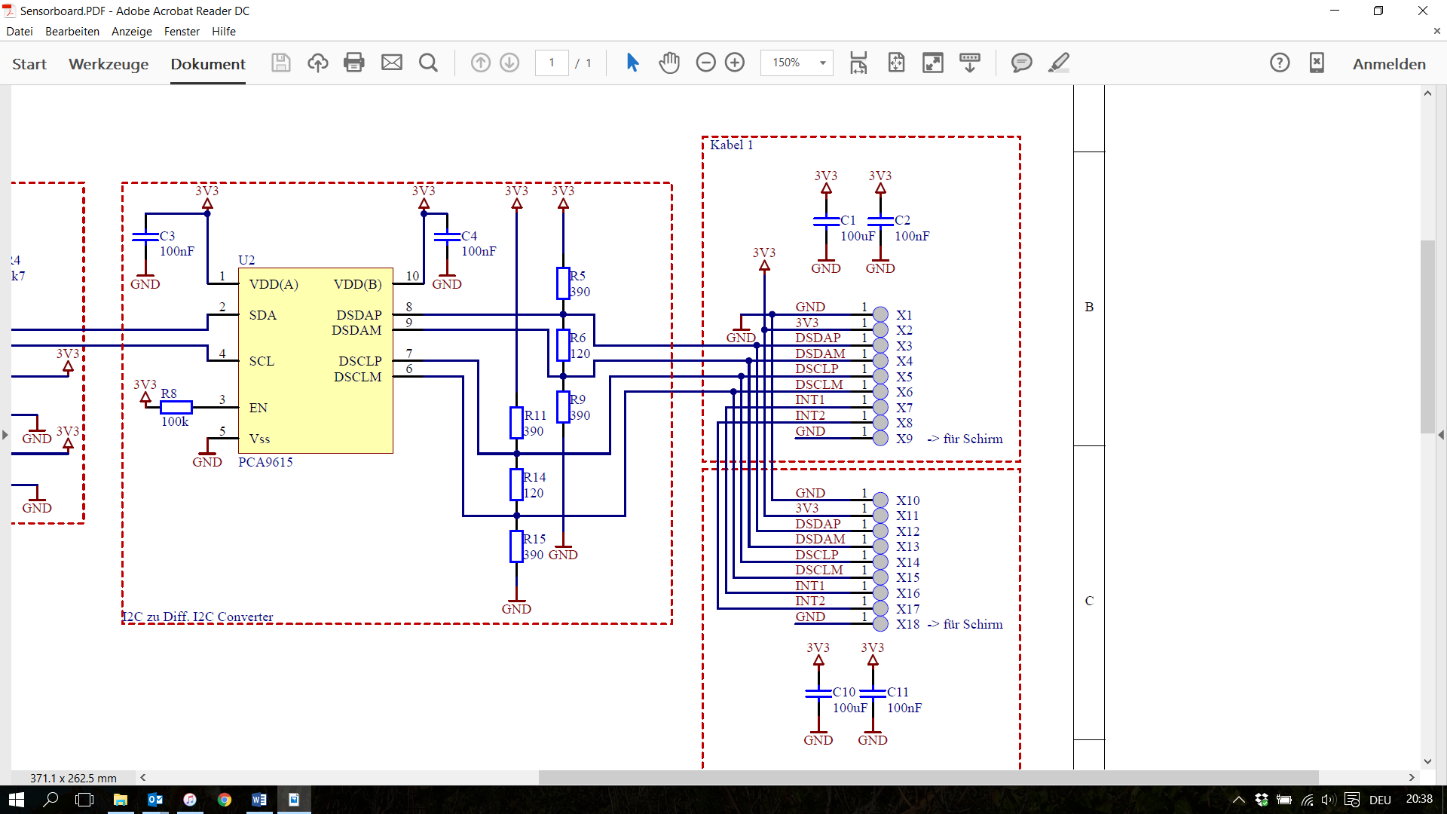 Sensorboard.PDF - Adobe Acrobat Reader DC
Datei Bearbeiten Anzeige Fenster Hilfe
Start Werkzeuge Dokument 1 / 1 150% Anmelden
Kabel 1
3V3 3V3
C1 C2
100uF 100nF
GND GND
3V3
GND 1 X1
3V3 1 X2
GND
DSDAP 1 X3
DSDAM 1 X4
DSCLP 1 X5
DSCLM 1 X6
INT1 1 X7
INT2 1 X8
GND 1 X9 -> für Schirm
3V3 3V3 3V3 3V3
C3 C4
100nF 100nF
GND GND
U2
1 VDD(A) VDD(B) 10
2 SDA DSDAP 8
DSDAM 9
4 SCL DSCLP 7
DSCLM 6
3V3 R8
100k
3 EN
5 Vss
GND PCA9615
R5
390
R6
120
R9
390
R11
390
R14
120
R15
390 GND
GND
I2C zu Diff. I2C Converter
R4
k7
3V3
GND 3V3
GND
GND 1 X10
3V3 1 X11
DSDAP 1 X12
DSDAM 1 X13
DSCLP 1 X14
DSCLM 1 X15
INT1 1 X16
INT2 1 X17
GND 1 X18 -> für Schirm
3V3 3V3
C10 C11
100uF 100nF
GND GND
B
C
371.1 x 262.5 mm
DEU 20:38